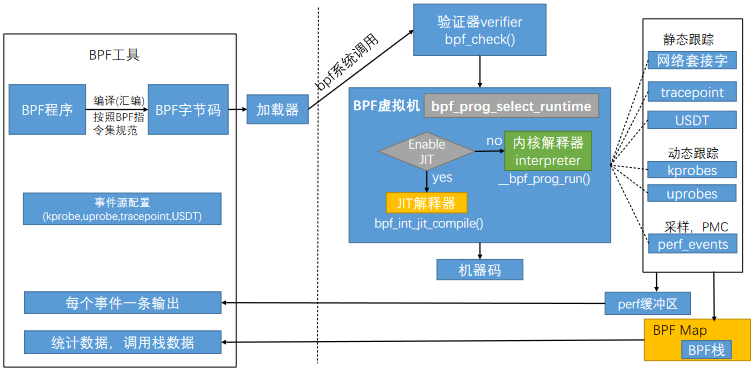 BPF工具
BPF程序
编译(汇编)
按照BPF指
令集规范
BPF字节码
加载器
事件源配置
(kprobe,uprobe,tracepoint,USDT)
每个事件一条输出
统计数据，调用栈数据
bpf系统调用
验证器verifier
bpf_check()
BPF虚拟机
bpf_prog_select_runtime
Enable
JIT
no
yes
内核解释器
interpreter
__bpf_prog_run()
JIT解释器
bpf_int_jit_compile()
机器码
静态跟踪
网络套接字
tracepoint
USDT
动态跟踪
kprobes
uprobes
采样，PMC
perf_events
perf缓冲区
BPF Map
BPF栈